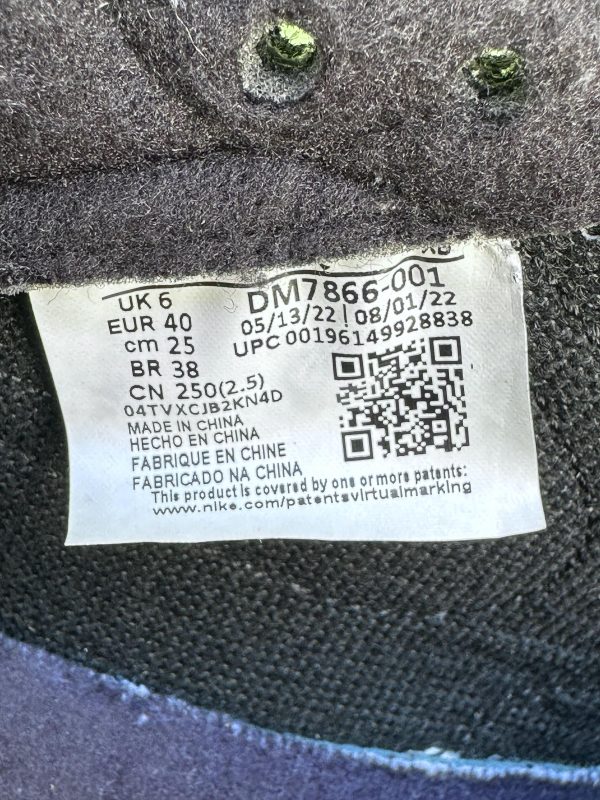 UK 6
EUR 40
cm 25
BR 38
CN 250(2.5)
DM7866-001
05/13/22 | 08/01/22
UPC 00196149928838
04TVXCJB2KN4D
MADE IN CHINA
HECHO EN CHINA
FABRIQUE EN CHINE
FABRICADO NA CHINA
This product is covered by one or more patents:
www.nike.com/patentsvirtualmarking